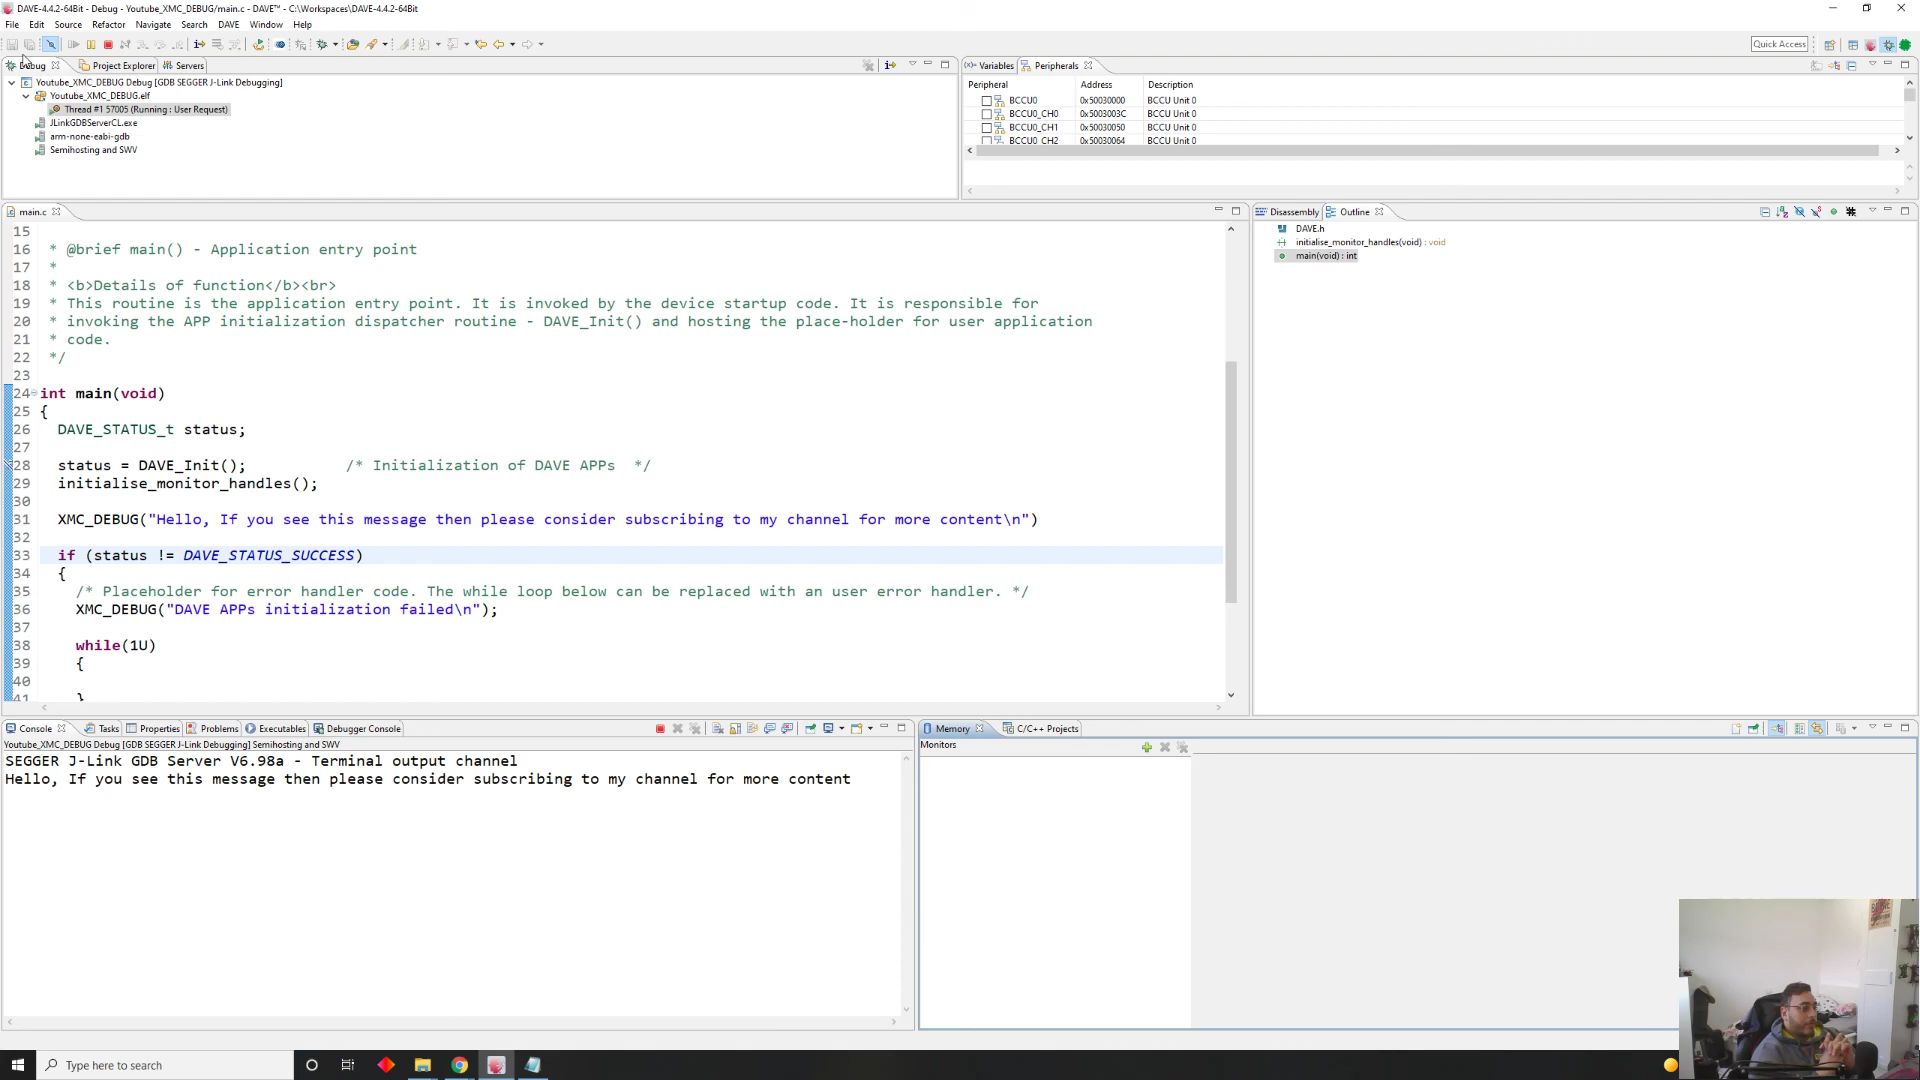 DAVE-4.4.2-64Bit - Debug - Youtube_XMC_DEBUG/main.c - DAVE™ - C:\Workspaces\DAVE-4.4.2-64Bit
File Edit Source Refactor Navigate Search DAVE Window Help
Quick Access
Debug Project Explorer Servers
Youtube_XMC_DEBUG Debug [GDB SEGGER J-Link Debugging]
Youtube_XMC_DEBUG.elf
Thread #1 57005 (Running : User Request)
JLinkGDBServerCL.exe
arm-none-eabi-gdb
Semihosting and SWV
(x)= Variables Peripherals
Peripheral Address Description
BCCU0 0x50030000 BCCU Unit 0
BCCU0_CH0 0x5003003C BCCU Unit 0
BCCU0_CH1 0x50030050 BCCU Unit 0
BCCU0_CH2 0x50030064 BCCU Unit 0
main.c
15
16 * @brief main() - Application entry point
17 *
18 * <b>Details of function</b><br>
19 * This routine is the application entry point. It is invoked by the device startup code. It is responsible for
20 * invoking the APP initialization dispatcher routine - DAVE_Init() and hosting the place-holder for user application
21 * code.
22 */
23
24 int main(void)
25 {
26 DAVE_STATUS_t status;
27
28 status = DAVE_Init(); /* Initialization of DAVE APPs */
29 initialise_monitor_handles();
30
31 XMC_DEBUG("Hello, If you see this message then please consider subscribing to my channel for more content\n")
32
33 if (status != DAVE_STATUS_SUCCESS)
34 {
35 /* Placeholder for error handler code. The while loop below can be replaced with an user error handler. */
36 XMC_DEBUG("DAVE APPs initialization failed\n");
37
38 while(1U)
39 {
40
41 }
Disassembly Outline
DAVE.h
initialise_monitor_handles(void) : void
main(void) : int
Console Tasks Properties Problems Executables Debugger Console
Youtube_XMC_DEBUG Debug [GDB SEGGER J-Link Debugging] Semihosting and SWV
SEGGER J-Link GDB Server V6.98a - Terminal output channel
Hello, If you see this message then please consider subscribing to my channel for more content
Memory C/C++ Projects
Monitors
Type here to search